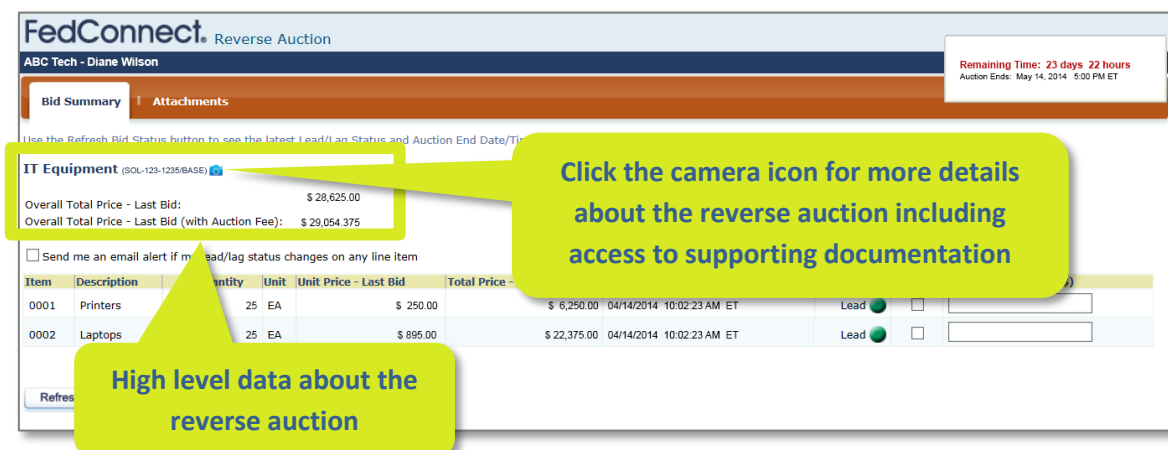 FedConnect. Reverse Auction
ABC Tech - Diane Wilson
Remaining Time: 23 days 22 hours
Auction Ends: May 14, 2014 5:00 PM ET
Bid Summary | Attachments
Use the Refresh Bid Status button to see the latest Lead/Lag Status and Auction End Date/
IT Equipment (SOL-123-1235/BASE)
Click the camera icon for more details
about the reverse auction including
access to supporting documentation
Overall Total Price - Last Bid: $ 28,625.00
Overall Total Price - Last Bid (with Auction Fee): $ 29,054.375
Send me an email alert if my lead/lag status changes on any line item
Item Description Unit Unit Price - Last Bid Total Price -
0001 Printers 25 EA $ 250.00 $ 6,250.00 04/14/2014 10:02:23 AM ET Lead
0002 Laptops 25 EA $ 895.00 $ 22,375.00 04/14/2014 10:02:23 AM ET Lead
High level data about the
reverse auction